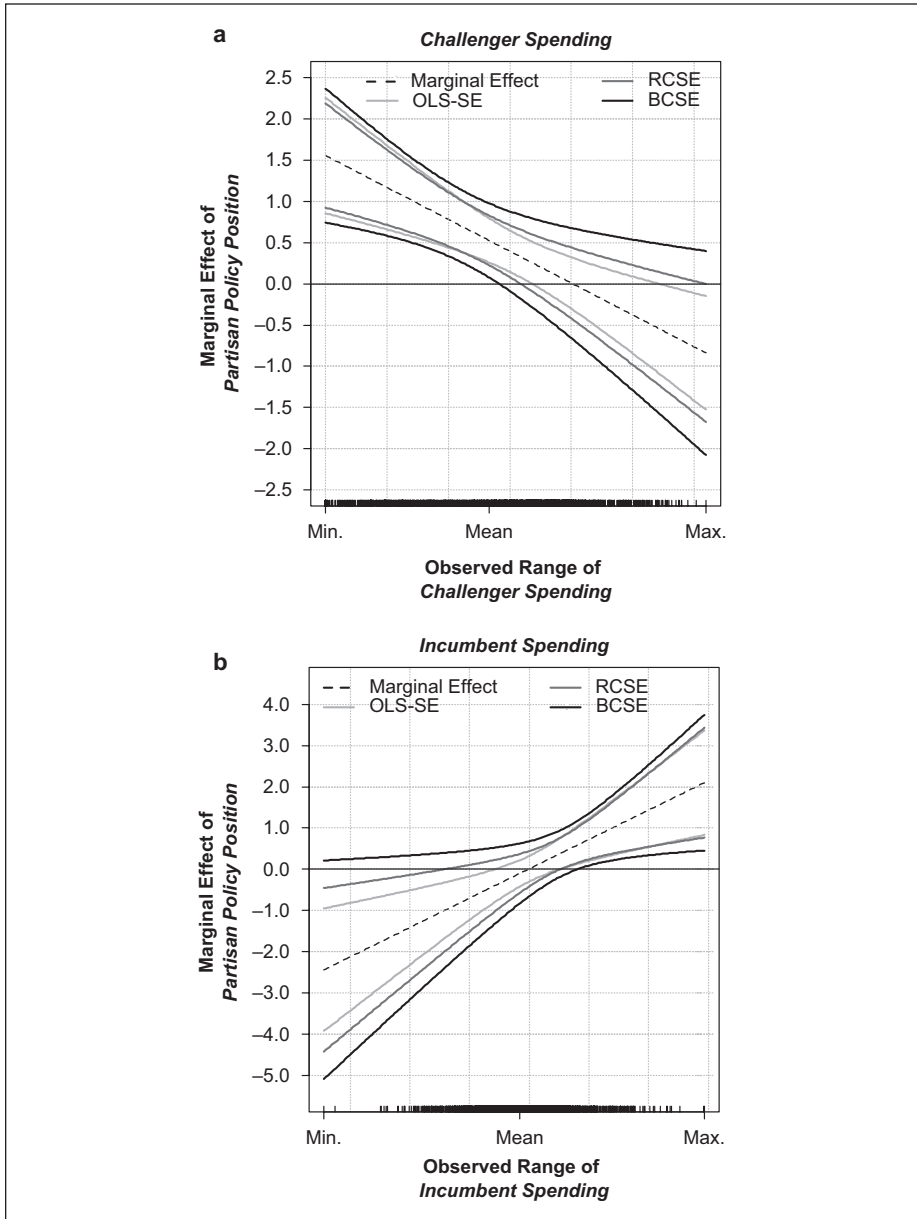 a
Challenger Spending
Marginal Effect
OLS-SE
RCSE
BCSE
2.5
2.0
1.5
1.0
0.5
0.0
–0.5
–1.0
–1.5
–2.0
–2.5
Marginal Effect of
Partisan Policy Position
Min.
Mean
Max.
Observed Range of
Challenger Spending
b
Incumbent Spending
Marginal Effect
OLS-SE
RCSE
BCSE
4.0
3.0
2.0
1.0
0.0
–1.0
–2.0
–3.0
–4.0
–5.0
Marginal Effect of
Partisan Policy Position
Min.
Mean
Max.
Observed Range of
Incumbent Spending